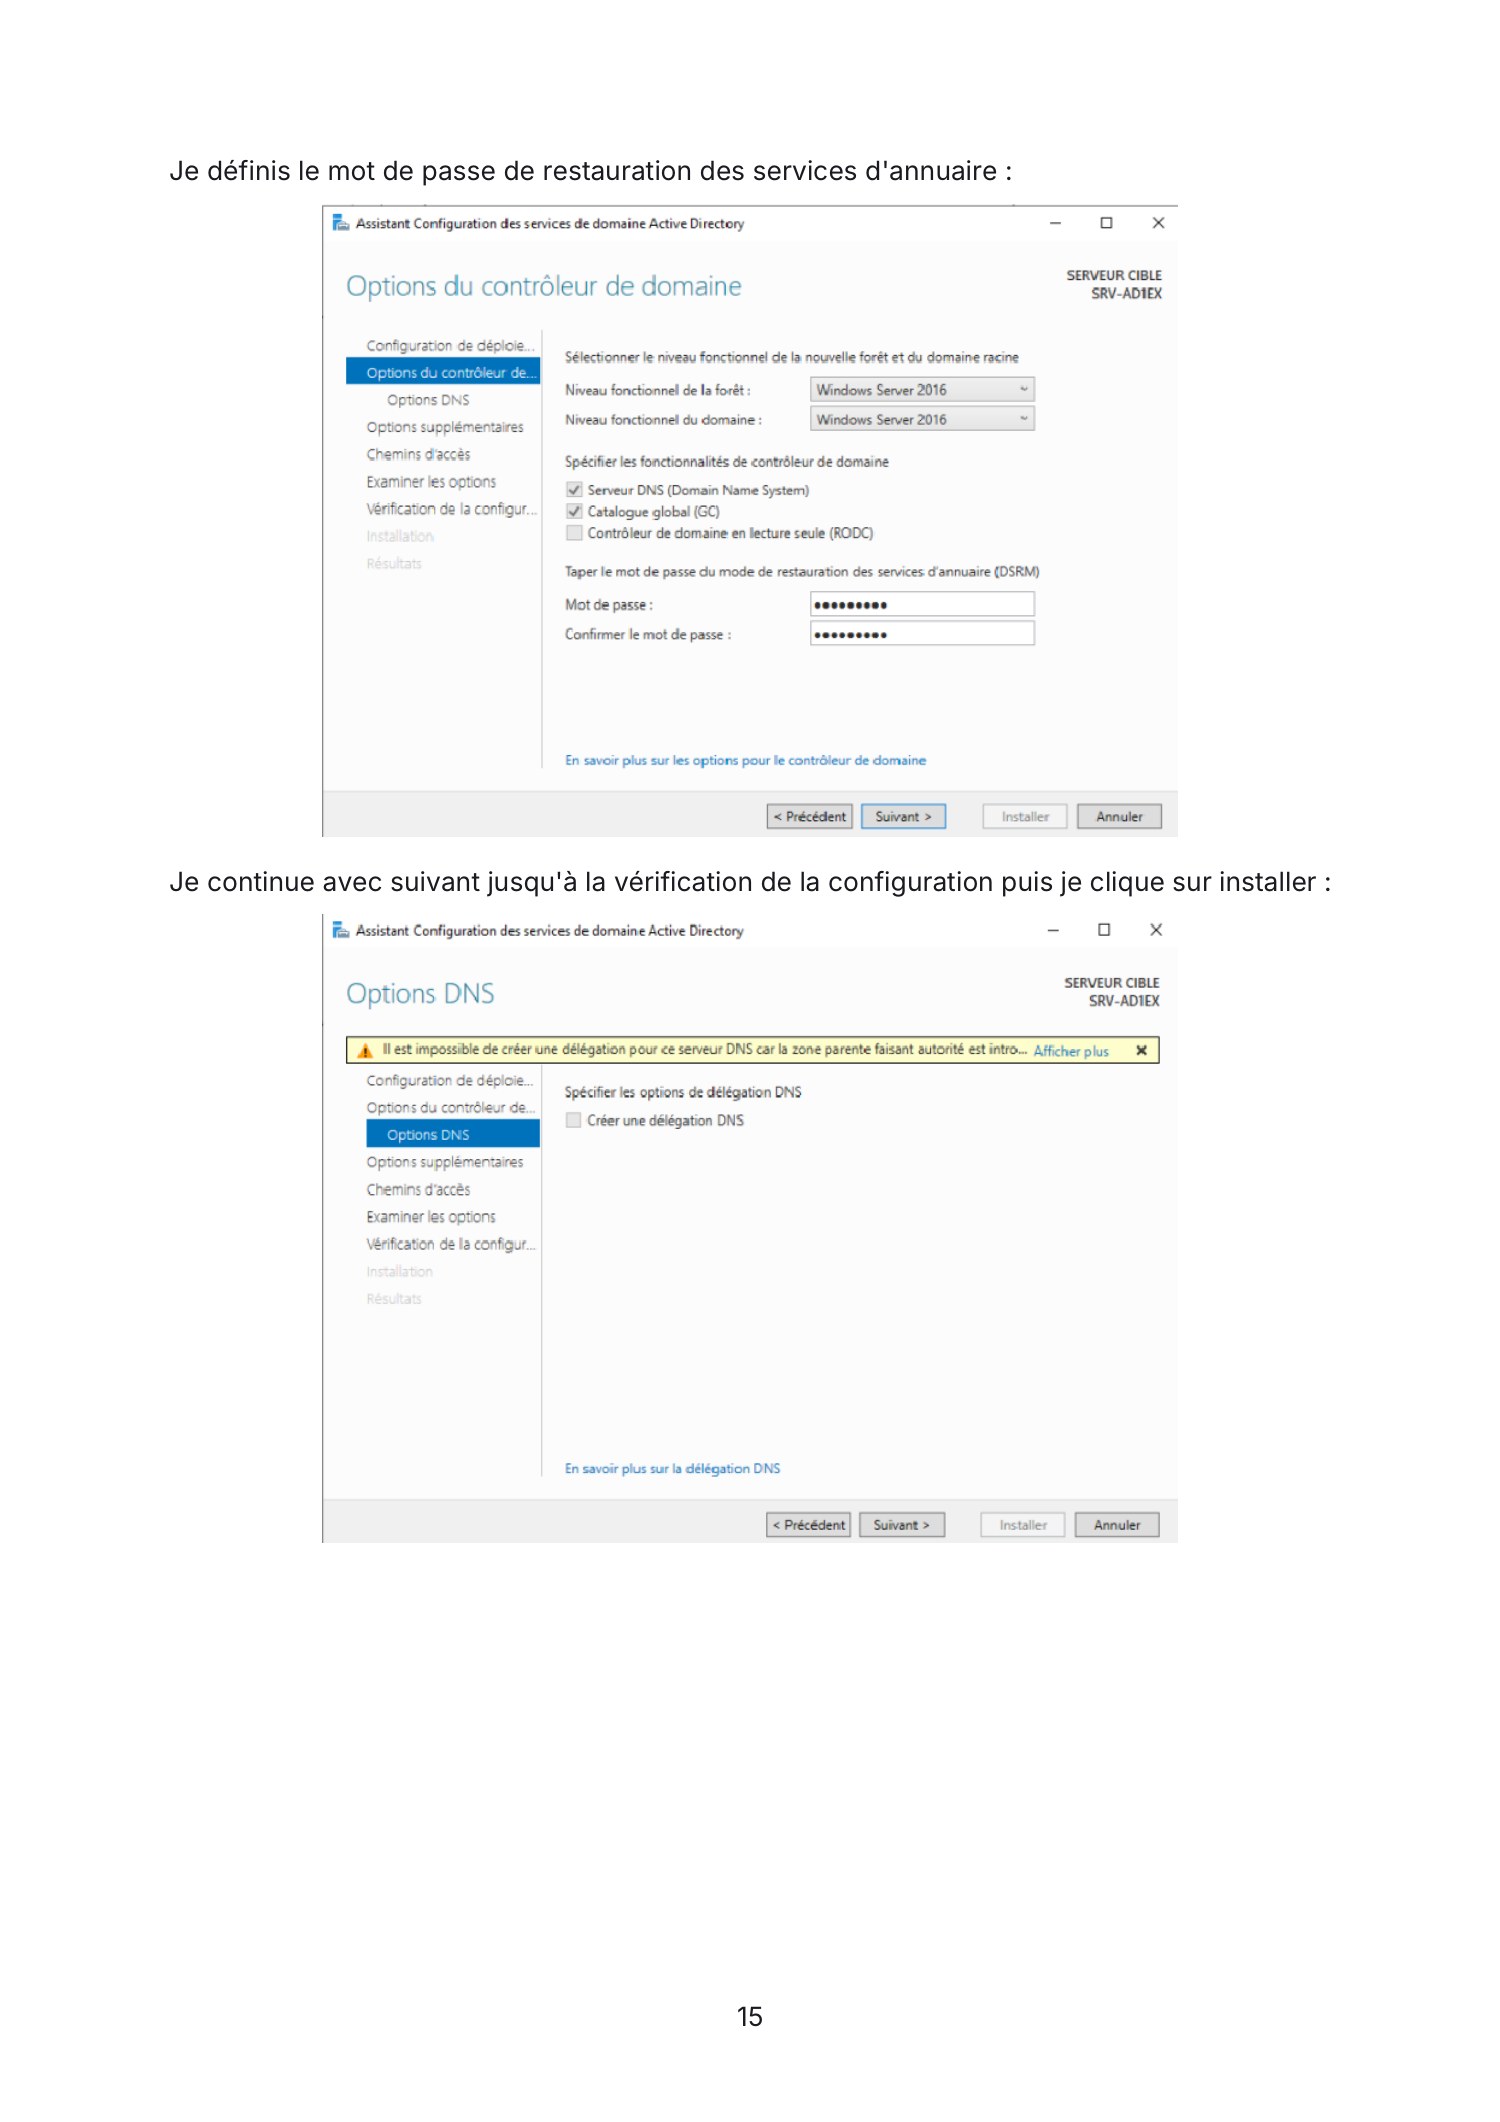 Je définis le mot de passe de restauration des services d'annuaire :
Assistant Configuration des services de domaine Active Directory
Options du contrôleur de domaine
SERVEUR CIBLE
SRV-AD1EX
Configuration de déploie...
Options du contrôleur de...
Options DNS
Options supplémentaires
Chemins d'accès
Examiner les options
Vérification de la configur...
Installation
Résultats
Sélectionner le niveau fonctionnel de la nouvelle forêt et du domaine racine
Niveau fonctionnel de la forêt : Windows Server 2016
Niveau fonctionnel du domaine : Windows Server 2016
Spécifier les fonctionnalités de contrôleur de domaine
Serveur DNS (Domain Name System)
Catalogue global (GC)
Contrôleur de domaine en lecture seule (RODC)
Taper le mot de passe du mode de restauration des services d'annuaire (DSRM)
Mot de passe : •••••••••
Confirmer le mot de passe : •••••••••
En savoir plus sur les options pour le contrôleur de domaine
< Précédent Suivant > Installer Annuler
Je continue avec suivant jusqu'à la vérification de la configuration puis je clique sur installer :
Assistant Configuration des services de domaine Active Directory
Options DNS
SERVEUR CIBLE
SRV-AD1EX
Il est impossible de créer une délégation pour ce serveur DNS car la zone parente faisant autorité est intro... Afficher plus
Configuration de déploie...
Options du contrôleur de...
Options DNS
Options supplémentaires
Chemins d'accès
Examiner les options
Vérification de la configur...
Installation
Résultats
Spécifier les options de délégation DNS
Créer une délégation DNS
En savoir plus sur la délégation DNS
< Précédent Suivant > Installer Annuler
15